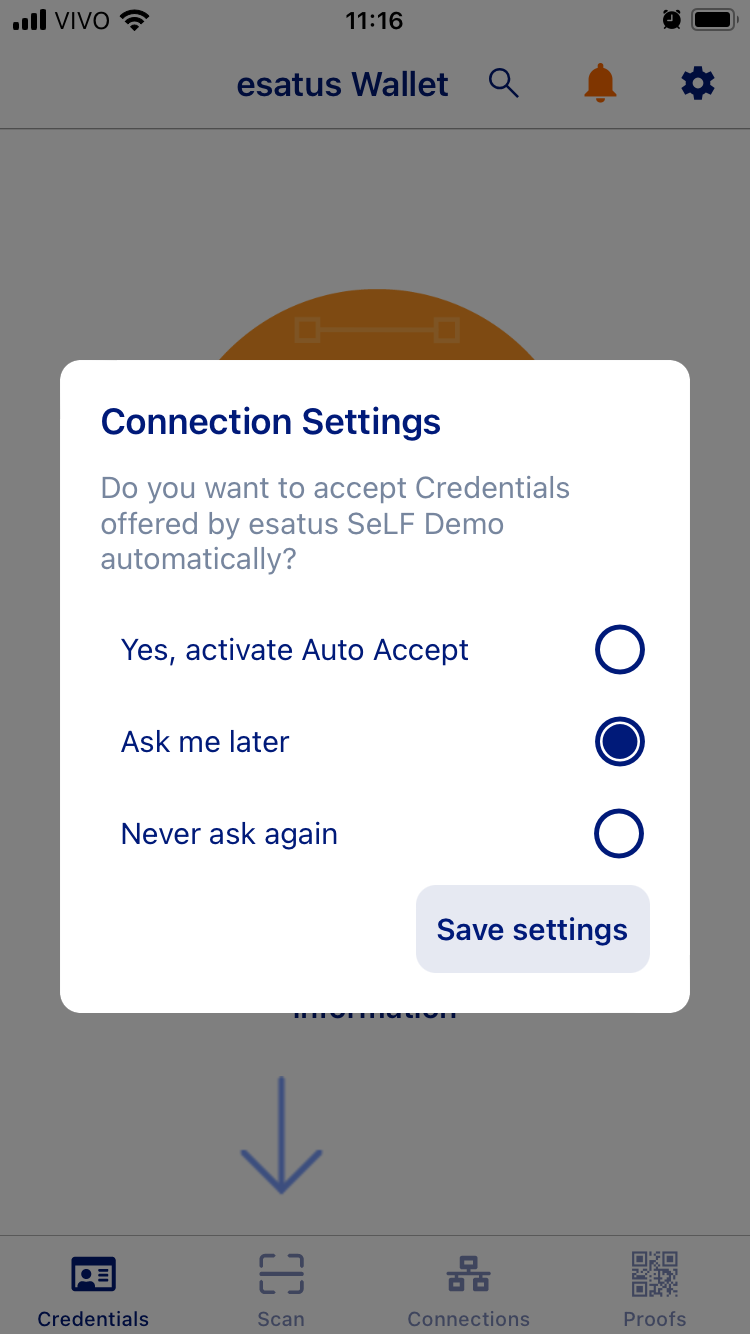 VIVO 11:16
esatus Wallet
Connection Settings
Do you want to accept Credentials
offered by esatus SeLF Demo
automatically?
Yes, activate Auto Accept
Ask me later
Never ask again
Save settings
information
Credentials Scan Connections Proofs